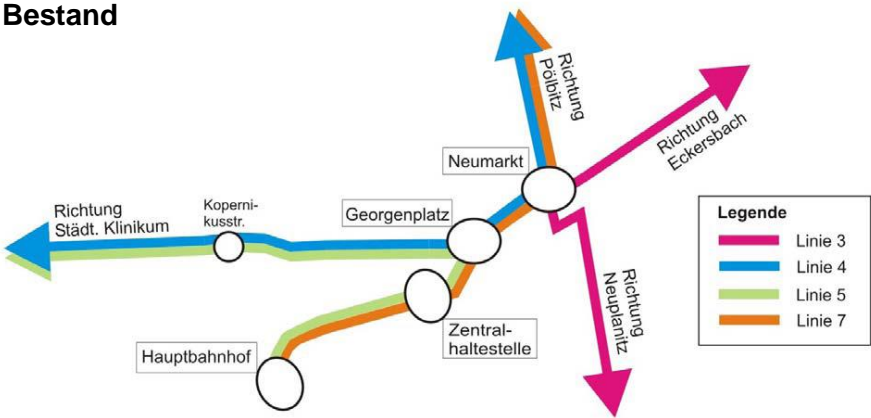 Bestand
Richtung
Pölbitz
Richtung
Eckersbach
Neumarkt
Richtung
Städt. Klinikum
Koperni-
kusstr.
Georgenplatz
Legende
Linie 3
Linie 4
Linie 5
Linie 7
Richtung
Neuplanitz
Zentral-
haltestelle
Hauptbahnhof